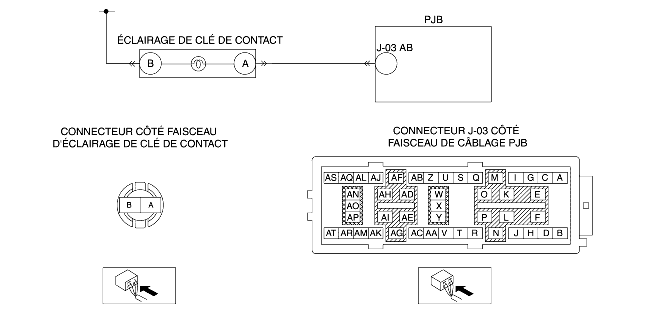 PJB
ÉCLAIRAGE DE CLÉ DE CONTACT
J-03 AB
B A
CONNECTEUR CÔTÉ FAISCEAU
D'ÉCLAIRAGE DE CLÉ DE CONTACT
CONNECTEUR J-03 CÔTÉ
FAISCEAU DE CÂBLAGE PJB
B A
AS AQ AL AJ AF AB Z U S Q M I G C A
AN AH AD W O K E
AO X
AP AI AE Y P L F
AT AR AM AK AG AC AA V T R N J H D B